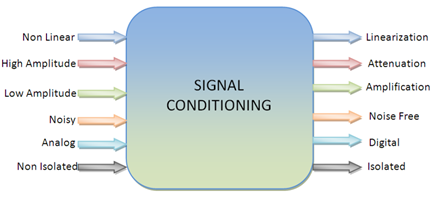 Non Linear
High Amplitude
Low Amplitude
Noisy
Analog
Non Isolated
SIGNAL
CONDITIONING
Linearization
Attenuation
Amplification
Noise Free
Digital
Isolated